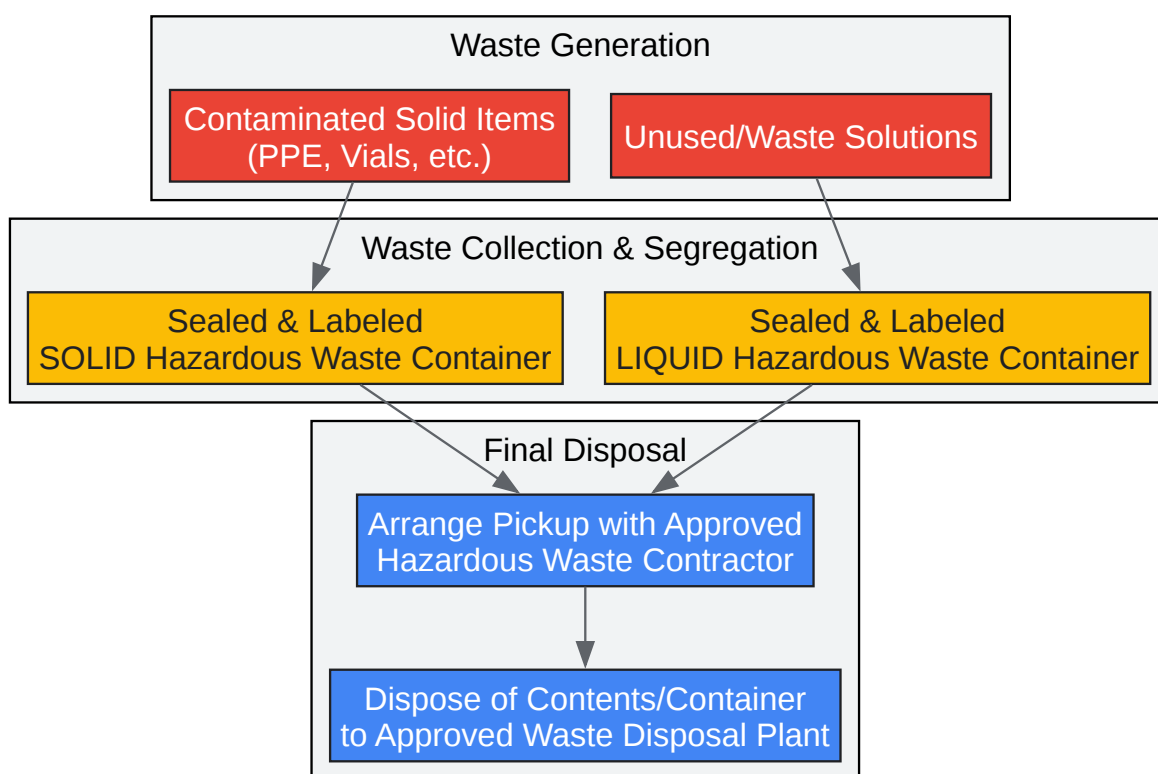 Waste Generation
Contaminated Solid Items
(PPE, Vials, etc.)
Unused/Waste Solutions
Waste Collection & Segregation
Sealed & Labeled
SOLID Hazardous Waste Container
Sealed & Labeled
LIQUID Hazardous Waste Container
Final Disposal
Arrange Pickup with Approved
Hazardous Waste Contractor
Dispose of Contents/Container
to Approved Waste Disposal Plant